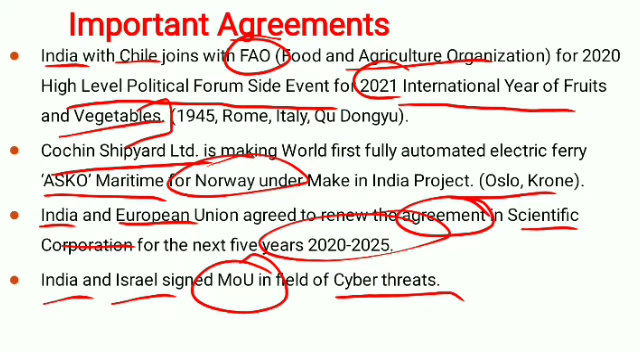 Important Agreements
• India with Chile joins with FAO (Food and Agriculture Organization) for 2020
High Level Political Forum Side Event for 2021 International Year of Fruits
and Vegetables. (1945, Rome, Italy, Qu Dongyu).
• Cochin Shipyard Ltd. is making World first fully automated electric ferry
‘ASKO’ Maritime for Norway under Make in India Project. (Oslo, Krone).
• India and European Union agreed to renew the agreement in Scientific
Corporation for the next five years 2020-2025.
• India and Israel signed MoU in field of Cyber threats.